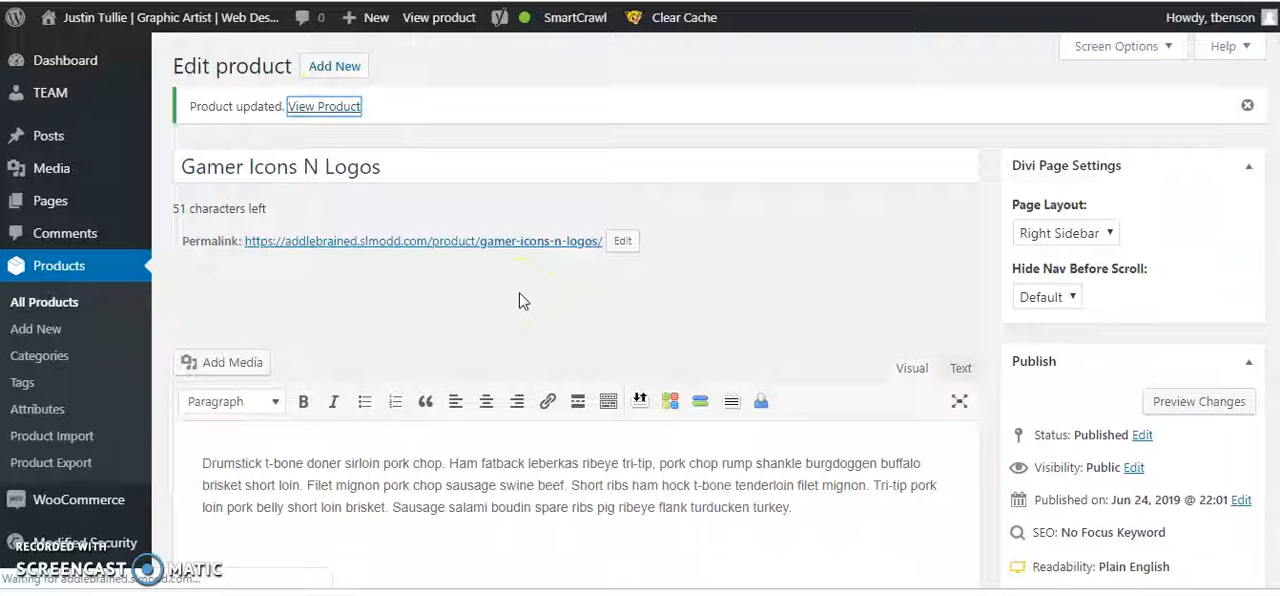 Justin Tullie | Graphic Artist | Web Des... 0 New View product SmartCrawl Clear Cache Howdy, tbenson
Screen Options Help
Dashboard
TEAM
Posts
Media
Pages
Comments
Products
All Products
Add New
Categories
Tags
Attributes
Product Import
Product Export
WooCommerce
Modified Security
RECORDED WITH
SCREENCAST MATIC
Waiting for addlebrained.slmodd.com...
Edit product Add New
Product updated. View Product
Gamer Icons N Logos
51 characters left
Permalink: https://addlebrained.slmodd.com/product/gamer-icons-n-logos/ Edit
Add Media
Visual Text
Paragraph
Drumstick t-bone doner sirloin pork chop. Ham fatback leberkas ribeye tri-tip, pork chop rump shankle burgdoggen buffalo
brisket short loin. Filet mignon pork chop sausage swine beef. Short ribs ham hock t-bone tenderloin filet mignon. Tri-tip pork
loin pork belly short loin brisket. Sausage salami boudin spare ribs pig ribeye flank turducken turkey.
Divi Page Settings
Page Layout:
Right Sidebar
Hide Nav Before Scroll:
Default
Publish
Preview Changes
Status: Published Edit
Visibility: Public Edit
Published on: Jun 24, 2019 @ 22:01 Edit
SEO: No Focus Keyword
Readability: Plain English